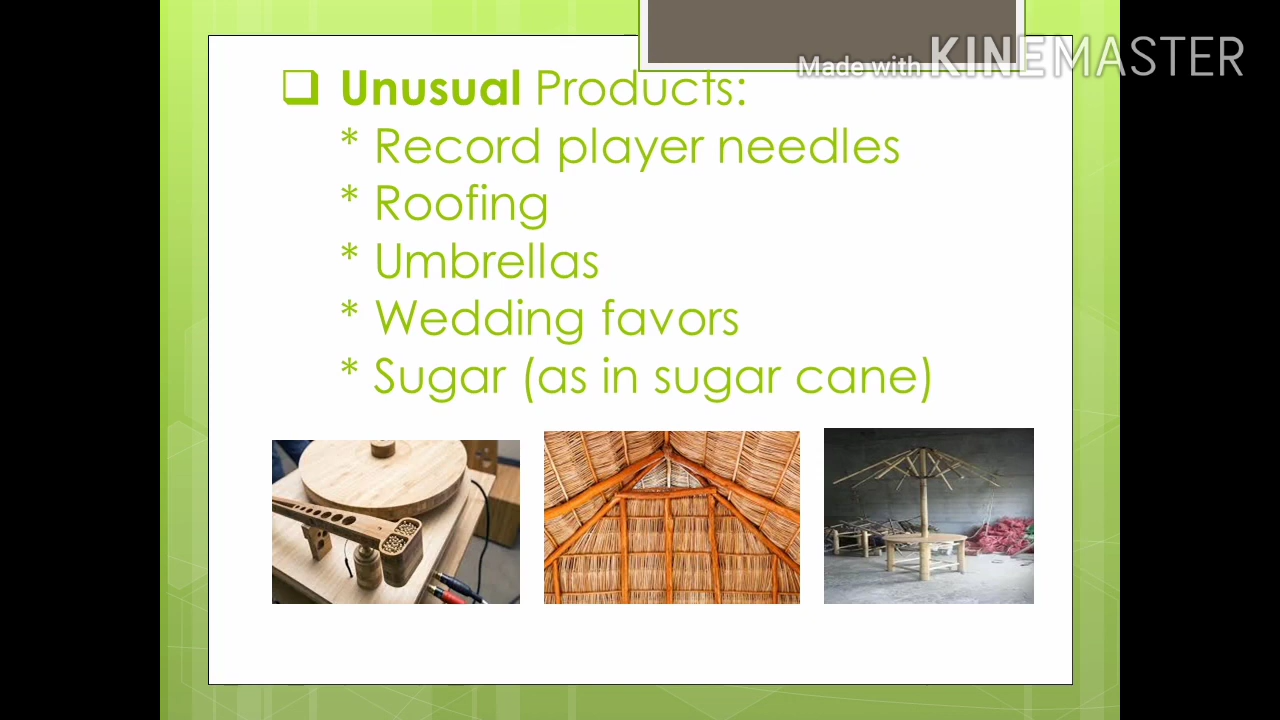 Made with KINEMASTER
❑ Unusual Products:
* Record player needles
* Roofing
* Umbrellas
* Wedding favors
* Sugar (as in sugar cane)